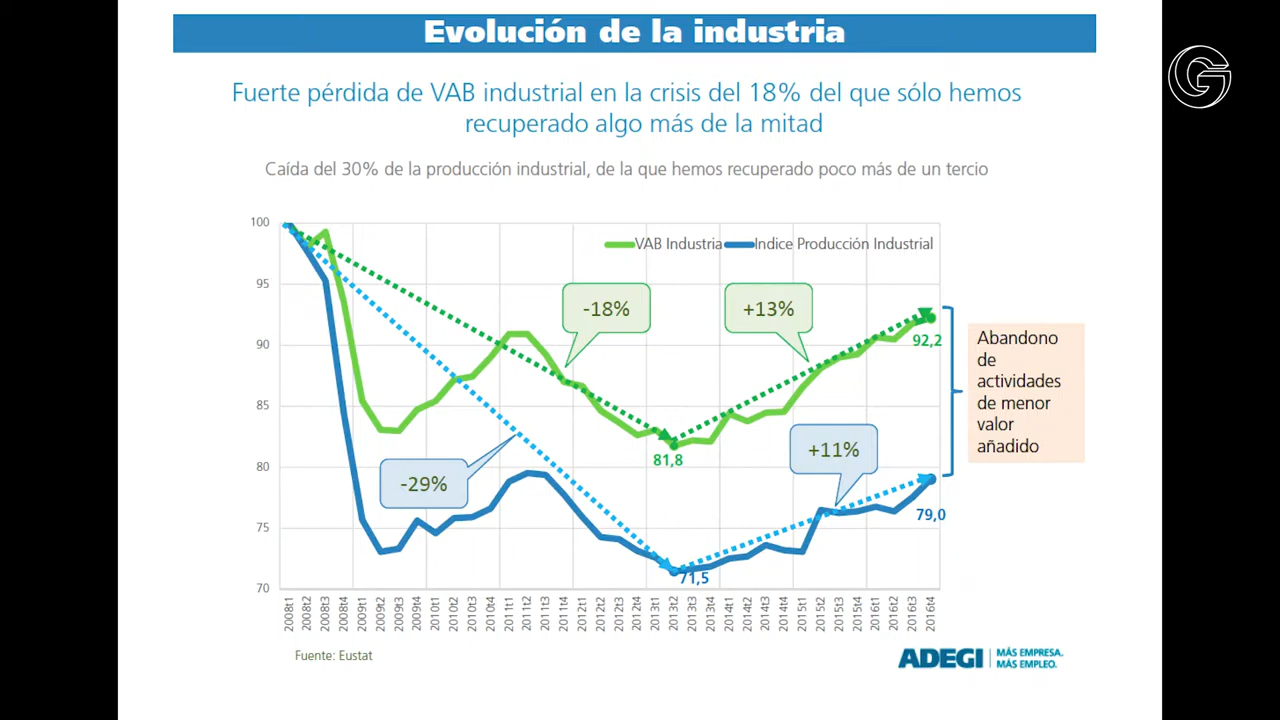 Evolución de la industria
Fuerte pérdida de VAB industrial en la crisis del 18% del que sólo hemos
recuperado algo más de la mitad
Caída del 30% de la producción industrial, de la que hemos recuperado poco más de un tercio
100
95
90
85
80
75
70
VAB Industria
Indice Producción Industrial
-18%
+13%
-29%
+11%
81,8
92,2
71,5
79,0
Abandono
de
actividades
de menor
valor
añadido
2008t1
2008t2
2008t3
2008t4
2009t1
2009t2
2009t3
2009t4
2010t1
2010t2
2010t3
2010t4
2011t1
2011t2
2011t3
2011t4
2012t1
2012t2
2012t3
2012t4
2013t1
2013t2
2013t3
2013t4
2014t1
2014t2
2014t3
2014t4
2015t1
2015t2
2015t3
2015t4
2016t1
2016t2
2016t3
2016t4
Fuente: Eustat
ADEGI
MÁS EMPRESA.
MÁS EMPLEO.
G